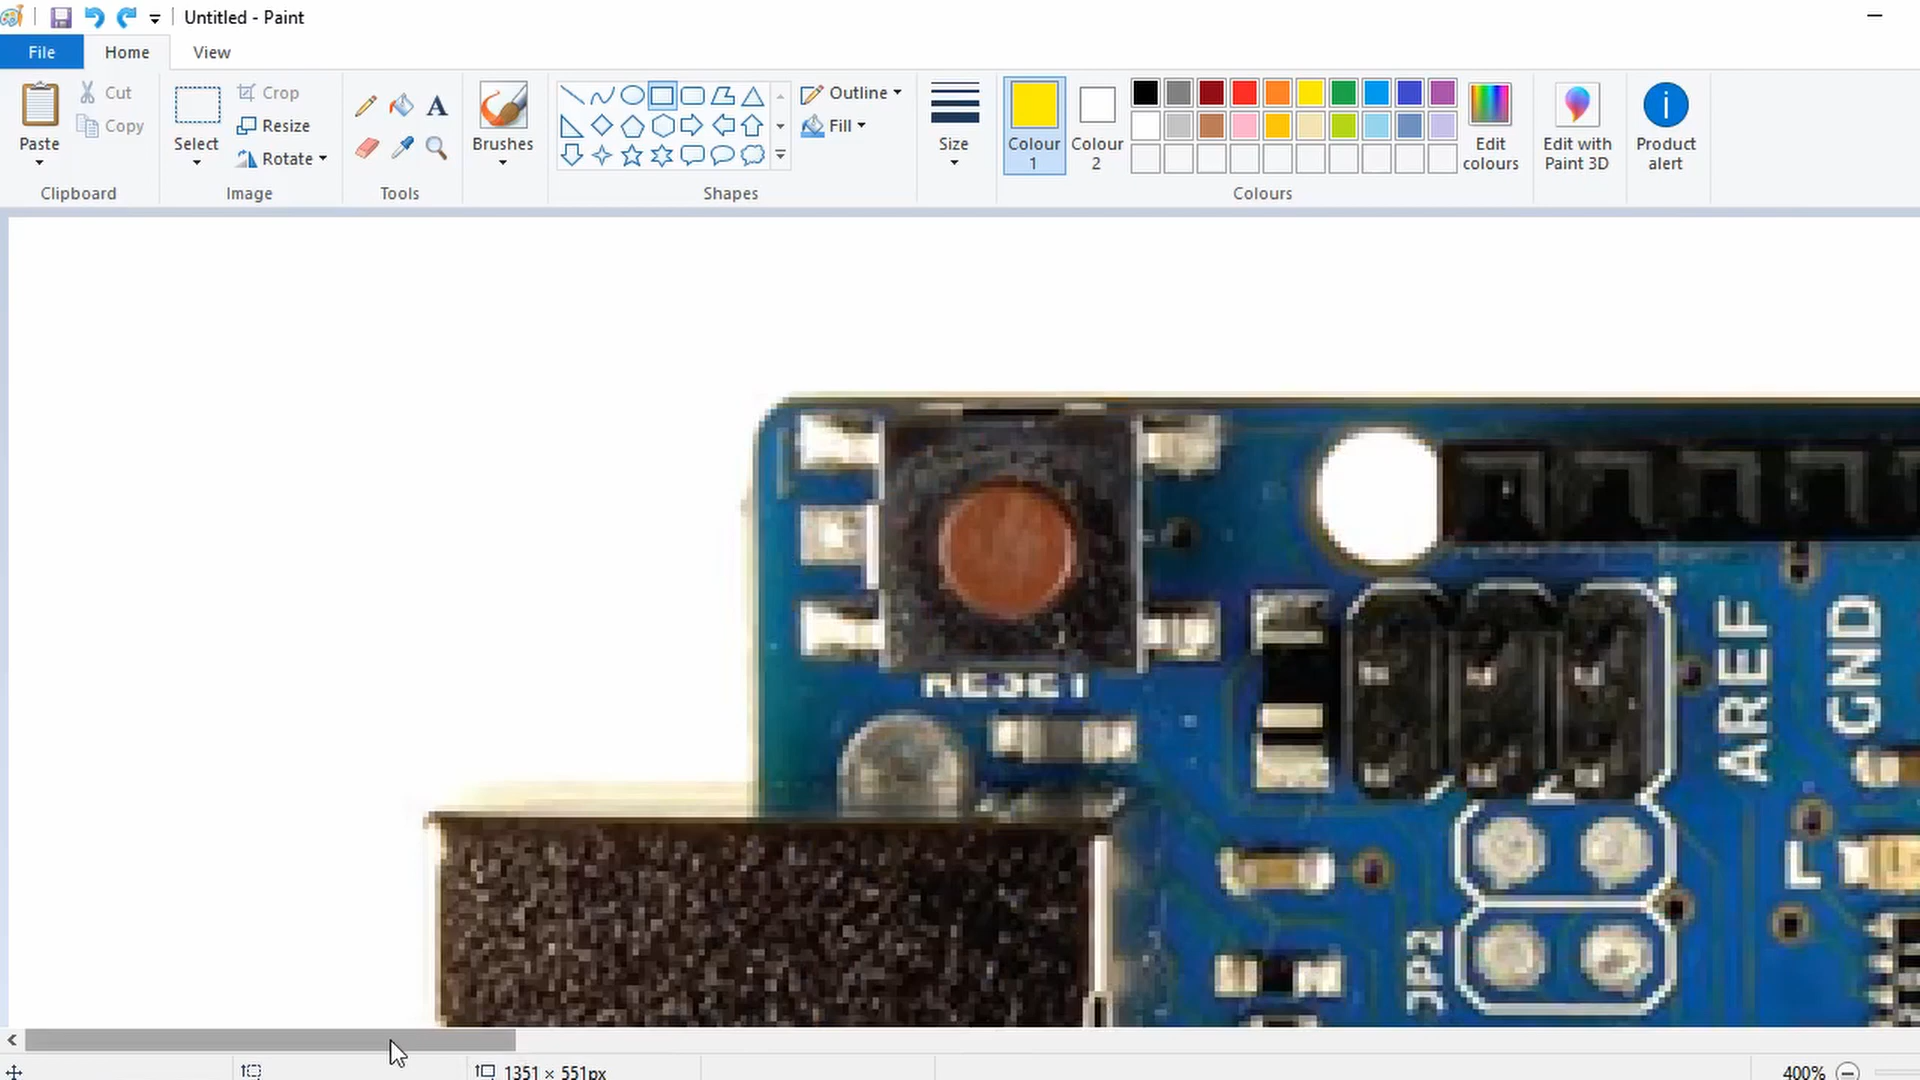 Untitled - Paint
File Home View
Paste
Cut
Copy
Clipboard
Select
Crop
Resize
Rotate
Image
A
Tools
Brushes
Outline
Fill
Shapes
Size
Colour 1
Colour 2
Edit colours
Colours
Edit with Paint 3D
Product alert
RESET
AREF
GND
L
JP2
1351 × 551px
400%